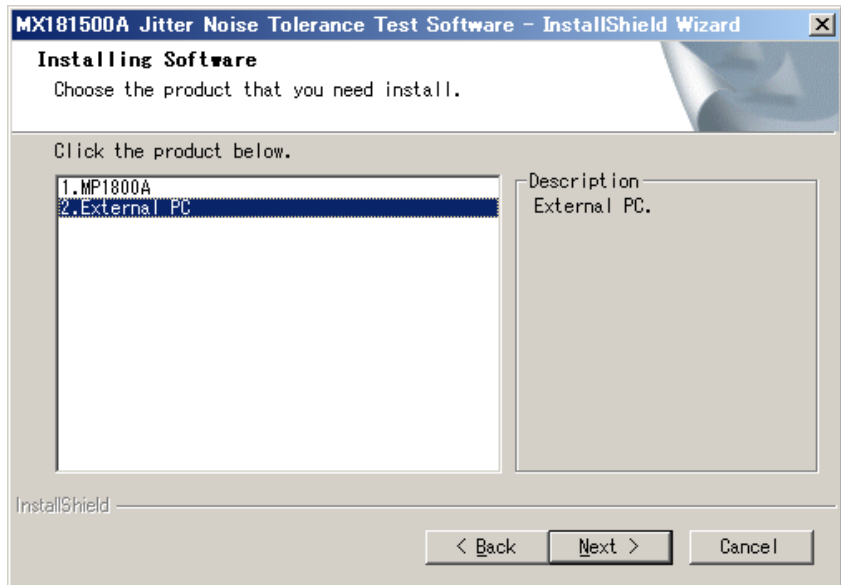 MX181500A Jitter Noise Tolerance Test Software - InstallShield Wizard
Installing Software
Choose the product that you need install.
Click the product below.
1.MP1800A
2.External PC
Description
External PC.
InstallShield
< Back
Next >
Cancel